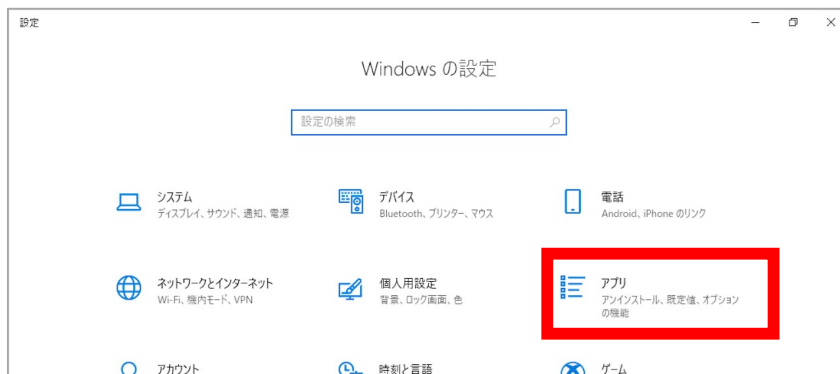 設定
Windows の設定
設定の検索
システム
ディスプレイ、サウンド、通知、電源
デバイス
Bluetooth、プリンター、マウス
電話
Android、iPhone のリンク
ネットワークとインターネット
Wi-Fi、機内モード、VPN
個人用設定
背景、ロック画面、色
アプリ
アンインストール、既定値、オプション
の機能
アカウント
時刻と言語
ゲーム